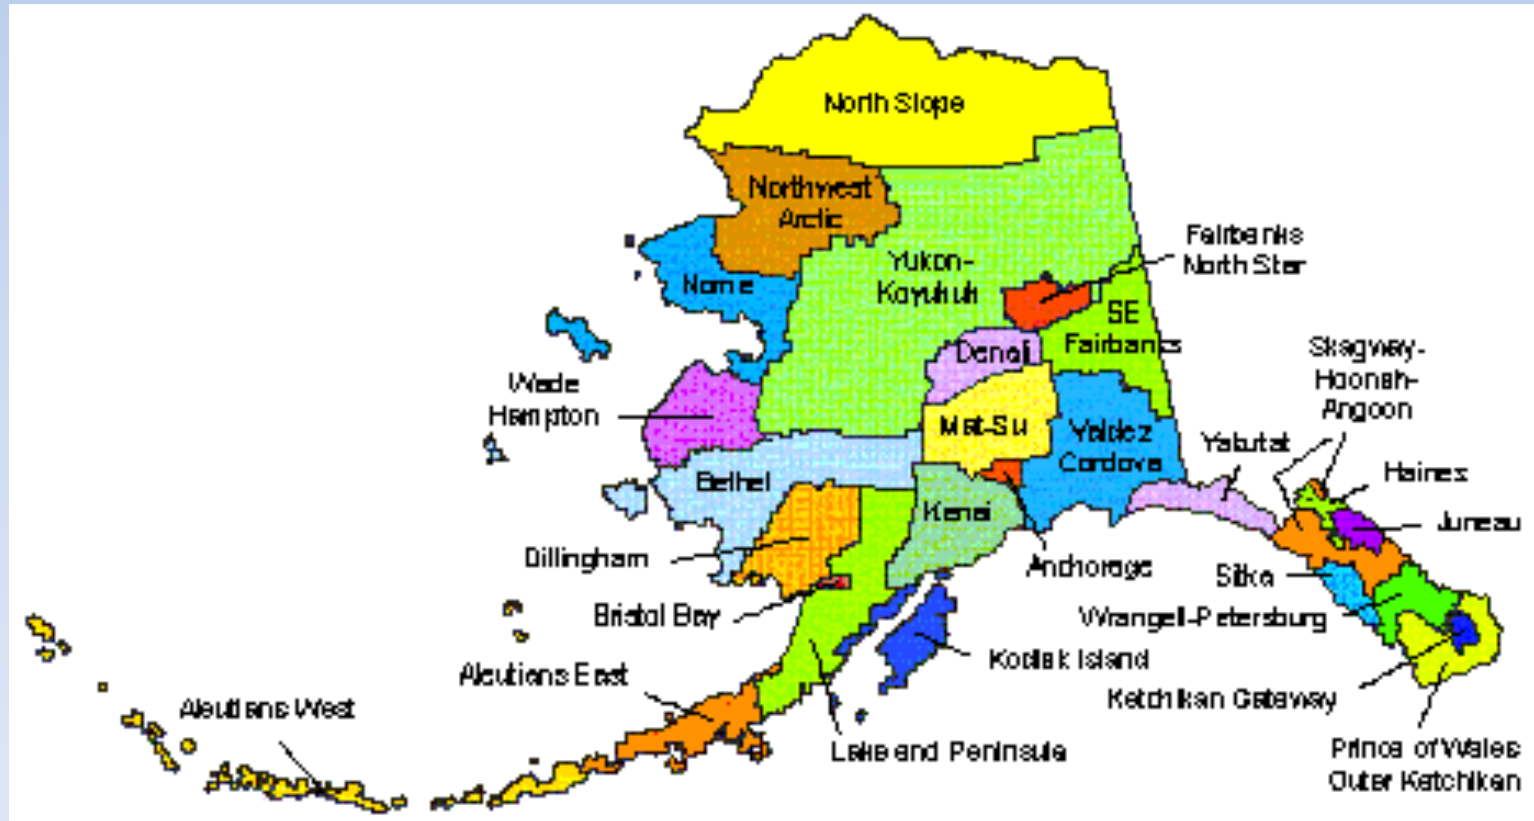 North Slope
Northwest
Arctic
Fairbanks
North Star
Yukon-
Koyukuk
Nome
SE
Fairbanks
Denali
Skagway-
Hoonah-
Angoon
Wade
Hampton
Mat-Su
Valdez
Cordova
Yakutat
Haines
Bethel
Kenai
Juneau
Dillingham
Anchorage
Sitka
Bristol Bay
Wrangell-Petersburg
Kodiak Island
Aleutians East
Ketchikan Gateway
Aleutians West
Lake and Peninsula
Prince of Wales
Outer Ketchikan